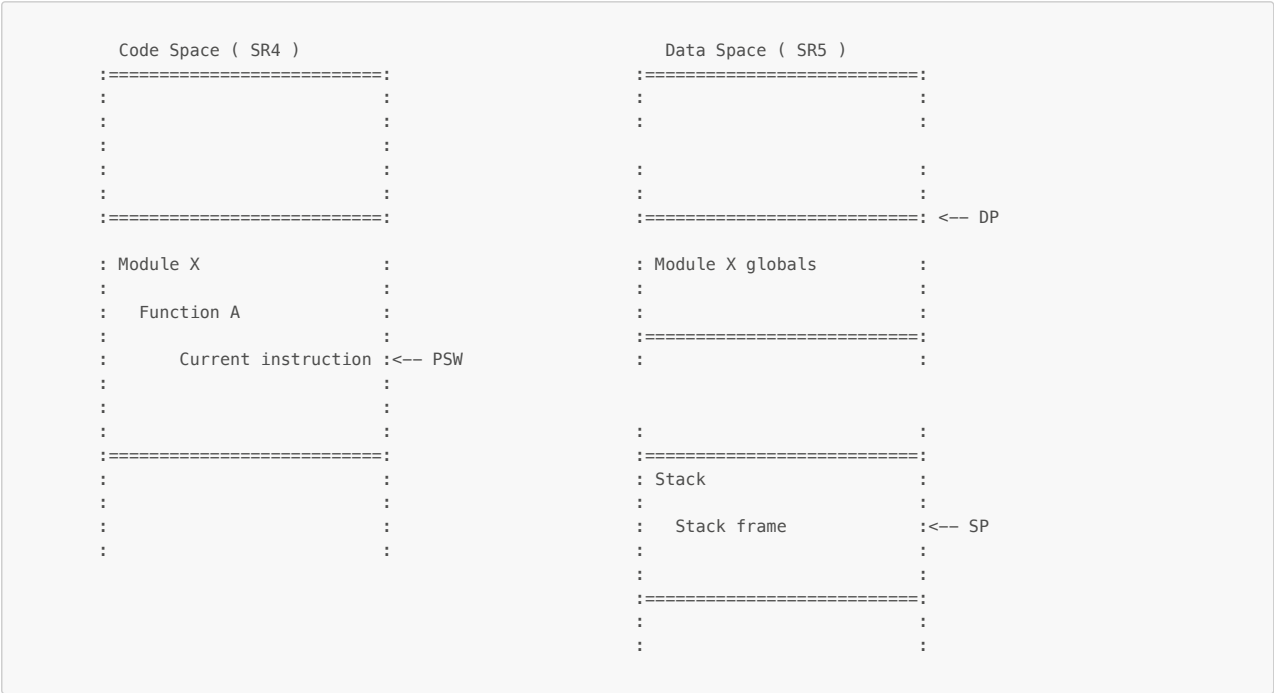 Code Space ( SR4 ) Data Space ( SR5 )
:===========================: :===========================:
: : : :
: : : :
: :
: : : :
: : : :
:===========================: :===========================: <-- DP
: Module X : : Module X globals :
: : : :
: Function A : : :
: : :===========================:
: Current instruction :<-- PSW : :
: :
: :
: : : :
:===========================: :===========================:
: : : Stack :
: : : :
: : : Stack frame :<-- SP
: : : :
: :
:===========================:
: :
: :